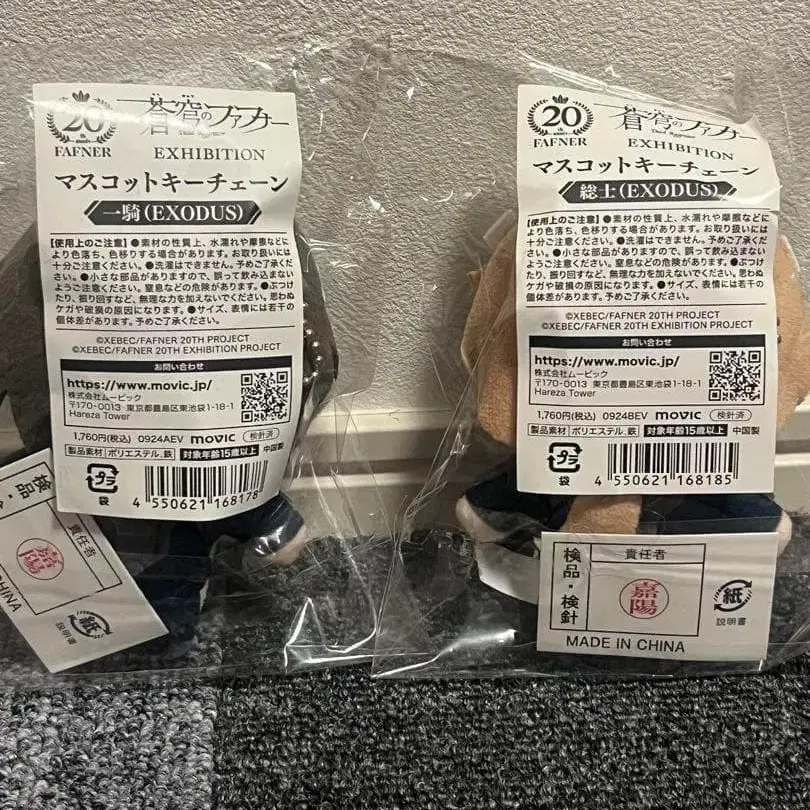 20
th
FAFNER
蒼穹のファフナー
Dead Aggressor
EXHIBITION
マスコットキーチェーン
一騎(EXODUS)
【使用上のご注意】●素材の性質上、水濡れや摩擦などに
より色落ち、色移りする場合があります。お取り扱いには
十分ご注意ください。●洗濯はできません。予めご了承く
ださい。●小さな部品がありますので、誤って飲み込まない
ようご注意ください。窒息などの危険があります。●ぶつけ
たり、振り回すなど、無理な力を加えないでください。思わぬ
ケガや破損の原因になります。●サイズ、表情には若干の
個体差があります。予めご了承ください。
©XEBEC/FAFNER 20TH PROJECT
©XEBEC/FAFNER 20TH EXHIBITION PROJECT
お問い合わせ
https://www.movic.jp/
株式会社ムービック
〒170-0013 東京都豊島区東池袋1-18-1
Hareza Tower
1,760円(税込) 0924AEV movic 検針済
製品素材 ポリエステル、鉄 対象年齢15歳以上 中国製
プラ
袋
4 550621 168178
検品・検針
責任者
嘉陽
紙
説明書
CHINA
20
th
FAFNER
蒼穹のファフナー
Dead Aggressor
EXHIBITION
マスコットキーチェーン
総士(EXODUS)
【使用上のご注意】●素材の性質上、水濡れや摩擦などに
より色落ち、色移りする場合があります。お取り扱いには
十分ご注意ください。●洗濯はできません。予めご了承くだ
さい。●小さな部品がありますので、誤って飲み込まない
ようご注意ください。窒息などの危険があります。●ぶつけ
たり、振り回すなど、無理な力を加えないでください。思わぬ
ケガや破損の原因になります。●サイズ、表情には若干の
個体差があります。予めご了承ください。
©XEBEC/FAFNER 20TH PROJECT
©XEBEC/FAFNER 20TH EXHIBITION PROJECT
お問い合わせ
https://www.movic.jp/
株式会社ムービック
〒170-0013 東京都豊島区東池袋1-18-1
Hareza Tower
1,760円(税込) 0924BEV movic 検針済
製品素材 ポリエステル、鉄 対象年齢15歳以上 中国製
プラ
袋
4 550621 168185
検品・検針
責任者
嘉陽
紙
説明書
MADE IN CHINA